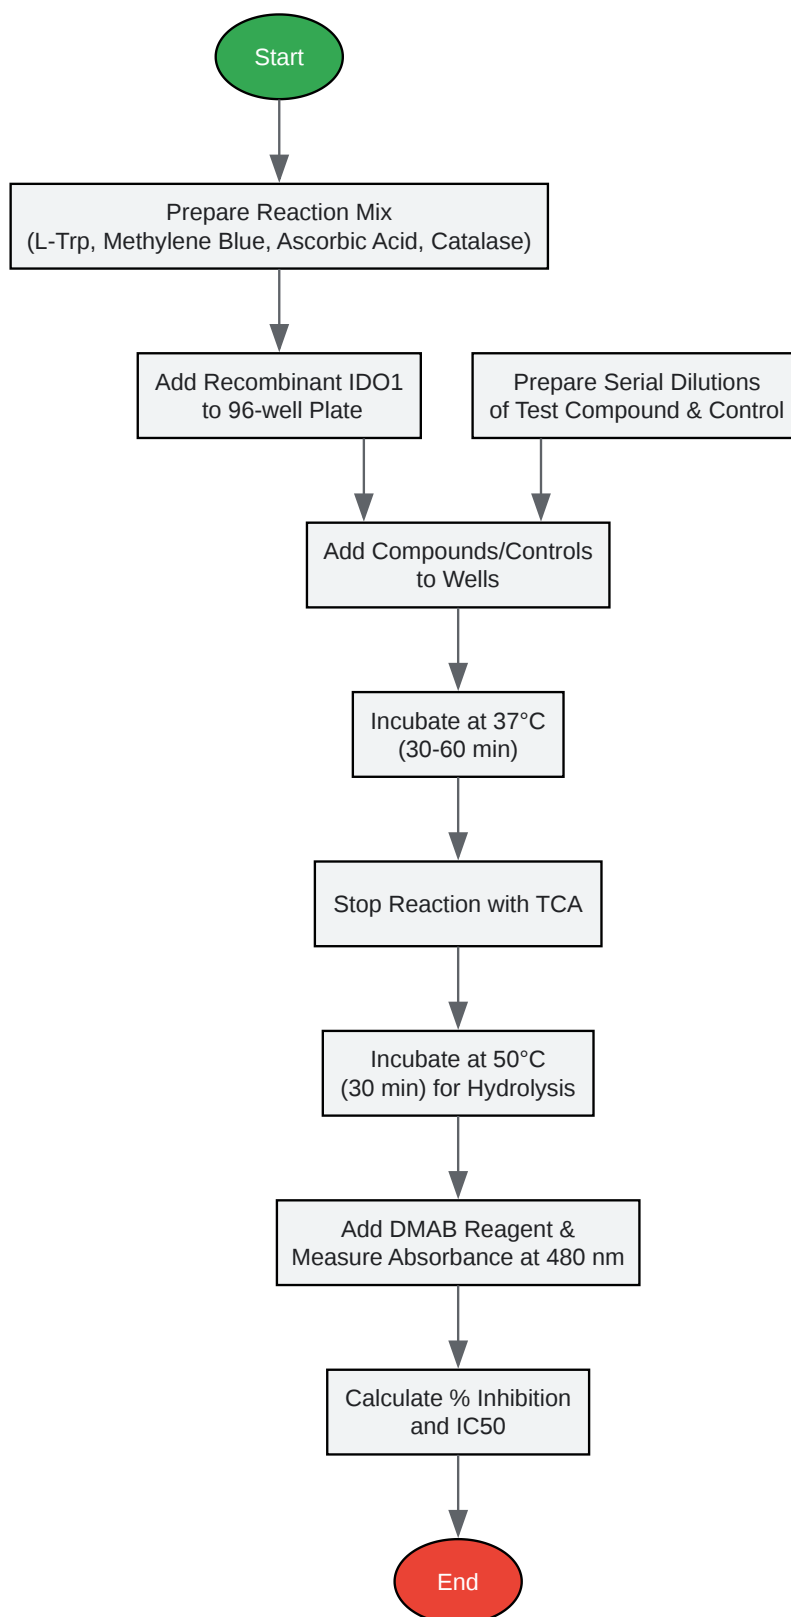 Start
Prepare Reaction Mix
(L-Trp, Methylene Blue, Ascorbic Acid, Catalase)
Add Recombinant IDO1
to 96-well Plate
Prepare Serial Dilutions
of Test Compound & Control
Add Compounds/Controls
to Wells
Incubate at 37°C
(30-60 min)
Stop Reaction with TCA
Incubate at 50°C
(30 min) for Hydrolysis
Add DMAB Reagent &
Measure Absorbance at 480 nm
Calculate % Inhibition
and IC50
End